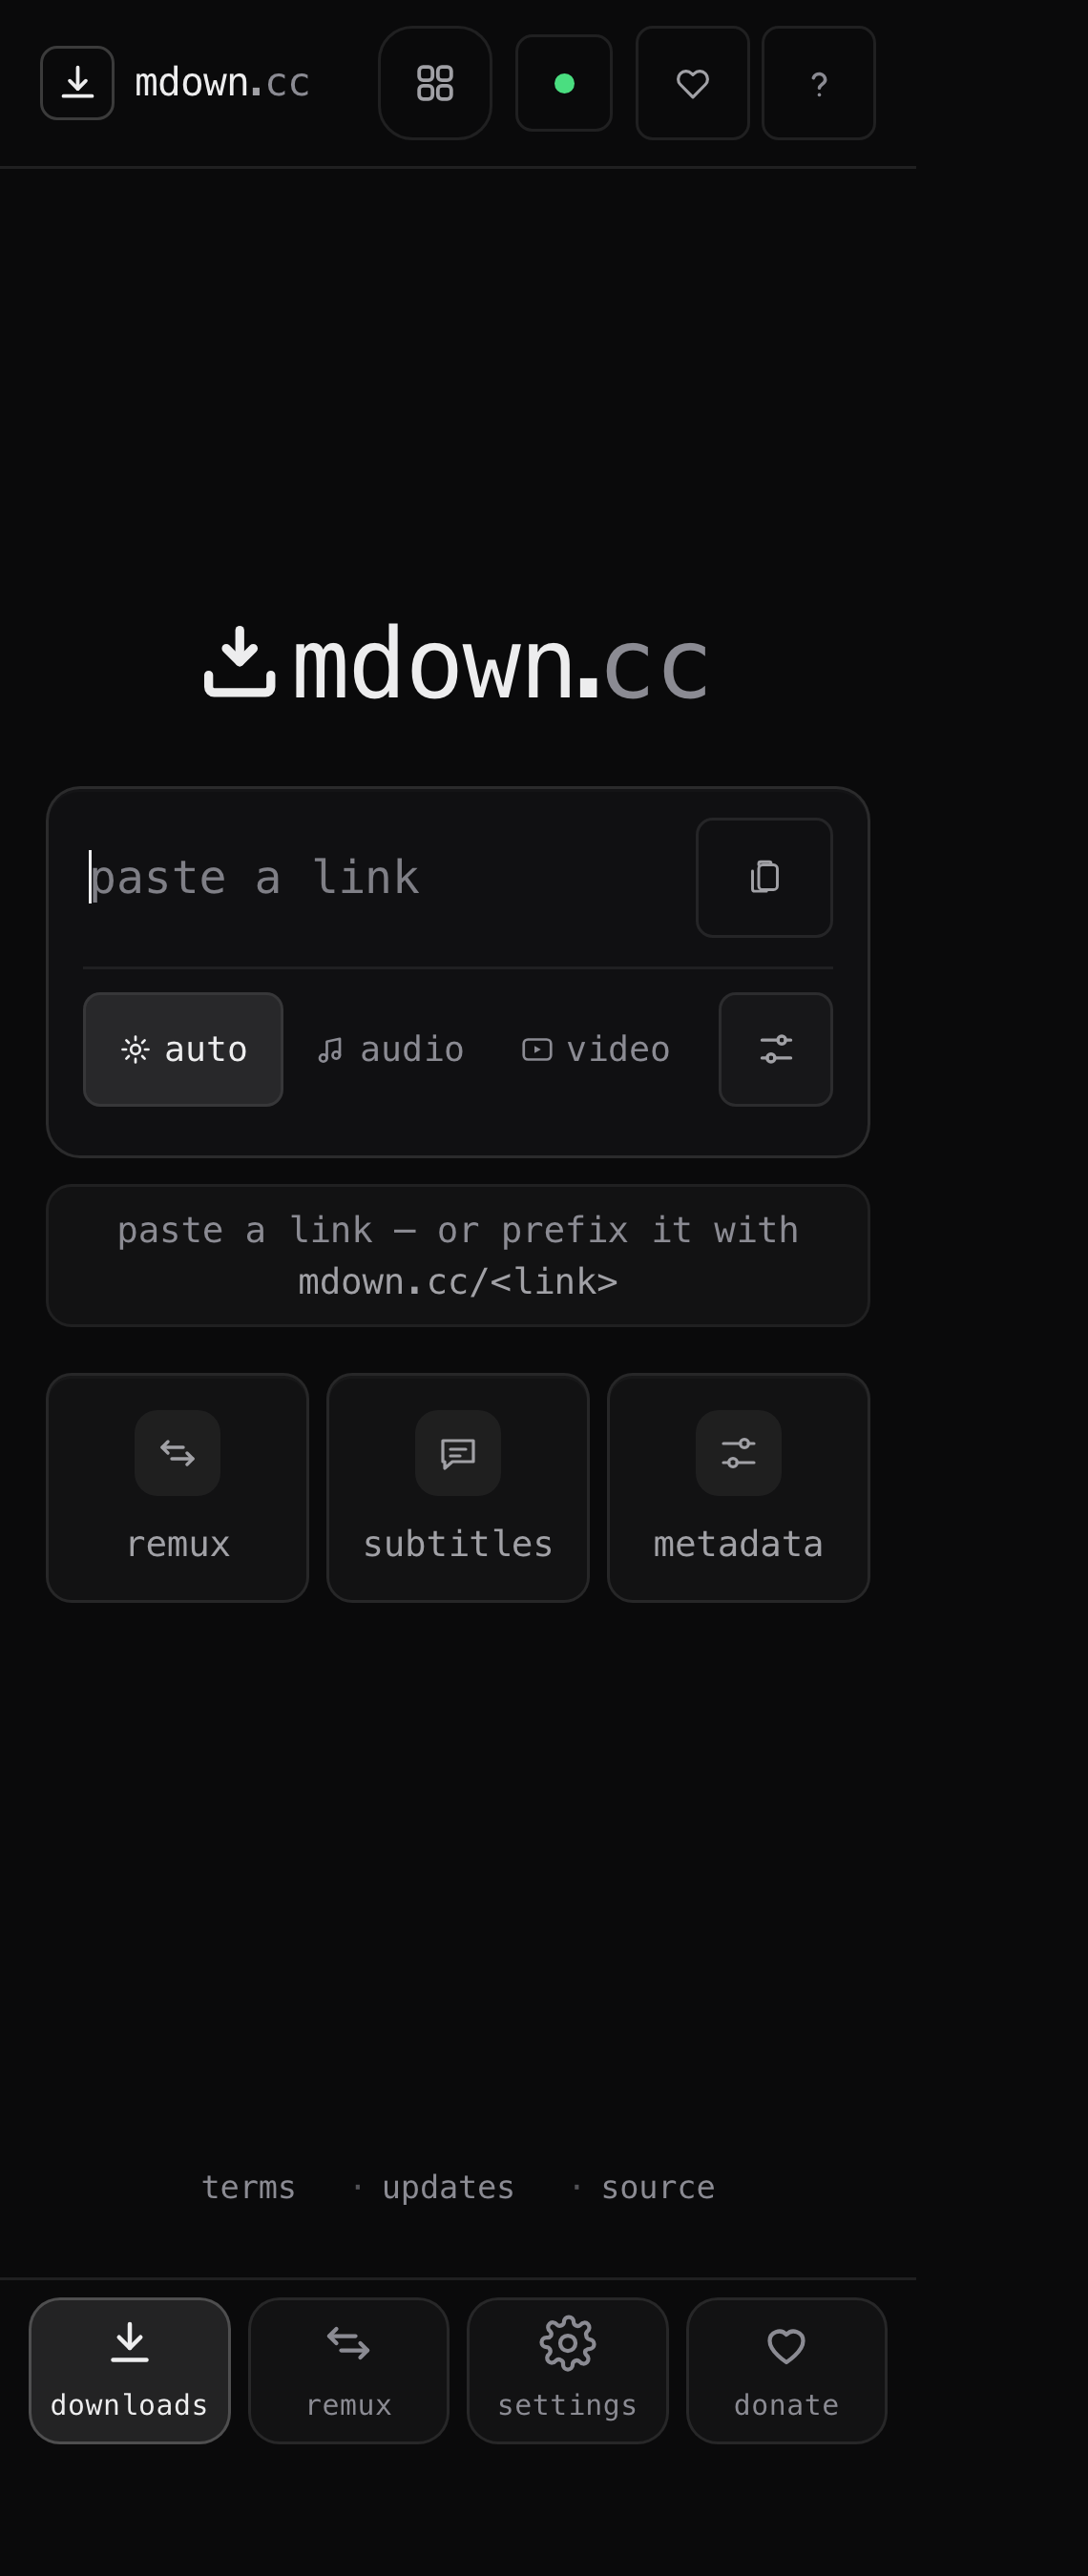 mdown.cc
?
mdown.cc
paste a link
auto audio video
paste a link — or prefix it with
mdown.cc/<link>
remux subtitles metadata
terms · updates · source
downloads remux settings donate